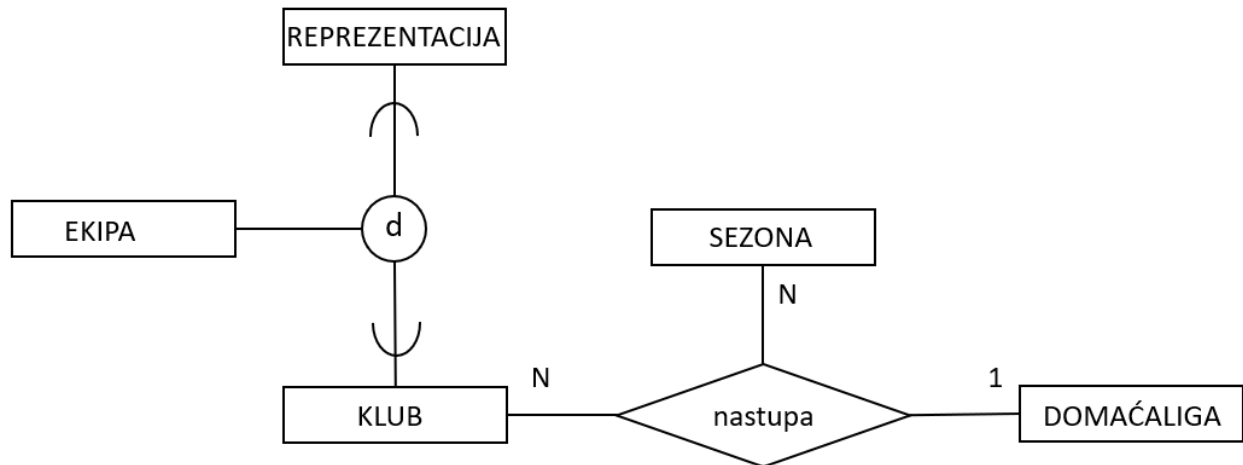 REPREZENTACIJA
EKIPA
d
SEZONA
N
N
1
KLUB
nastupa
DOMAĆALIGA